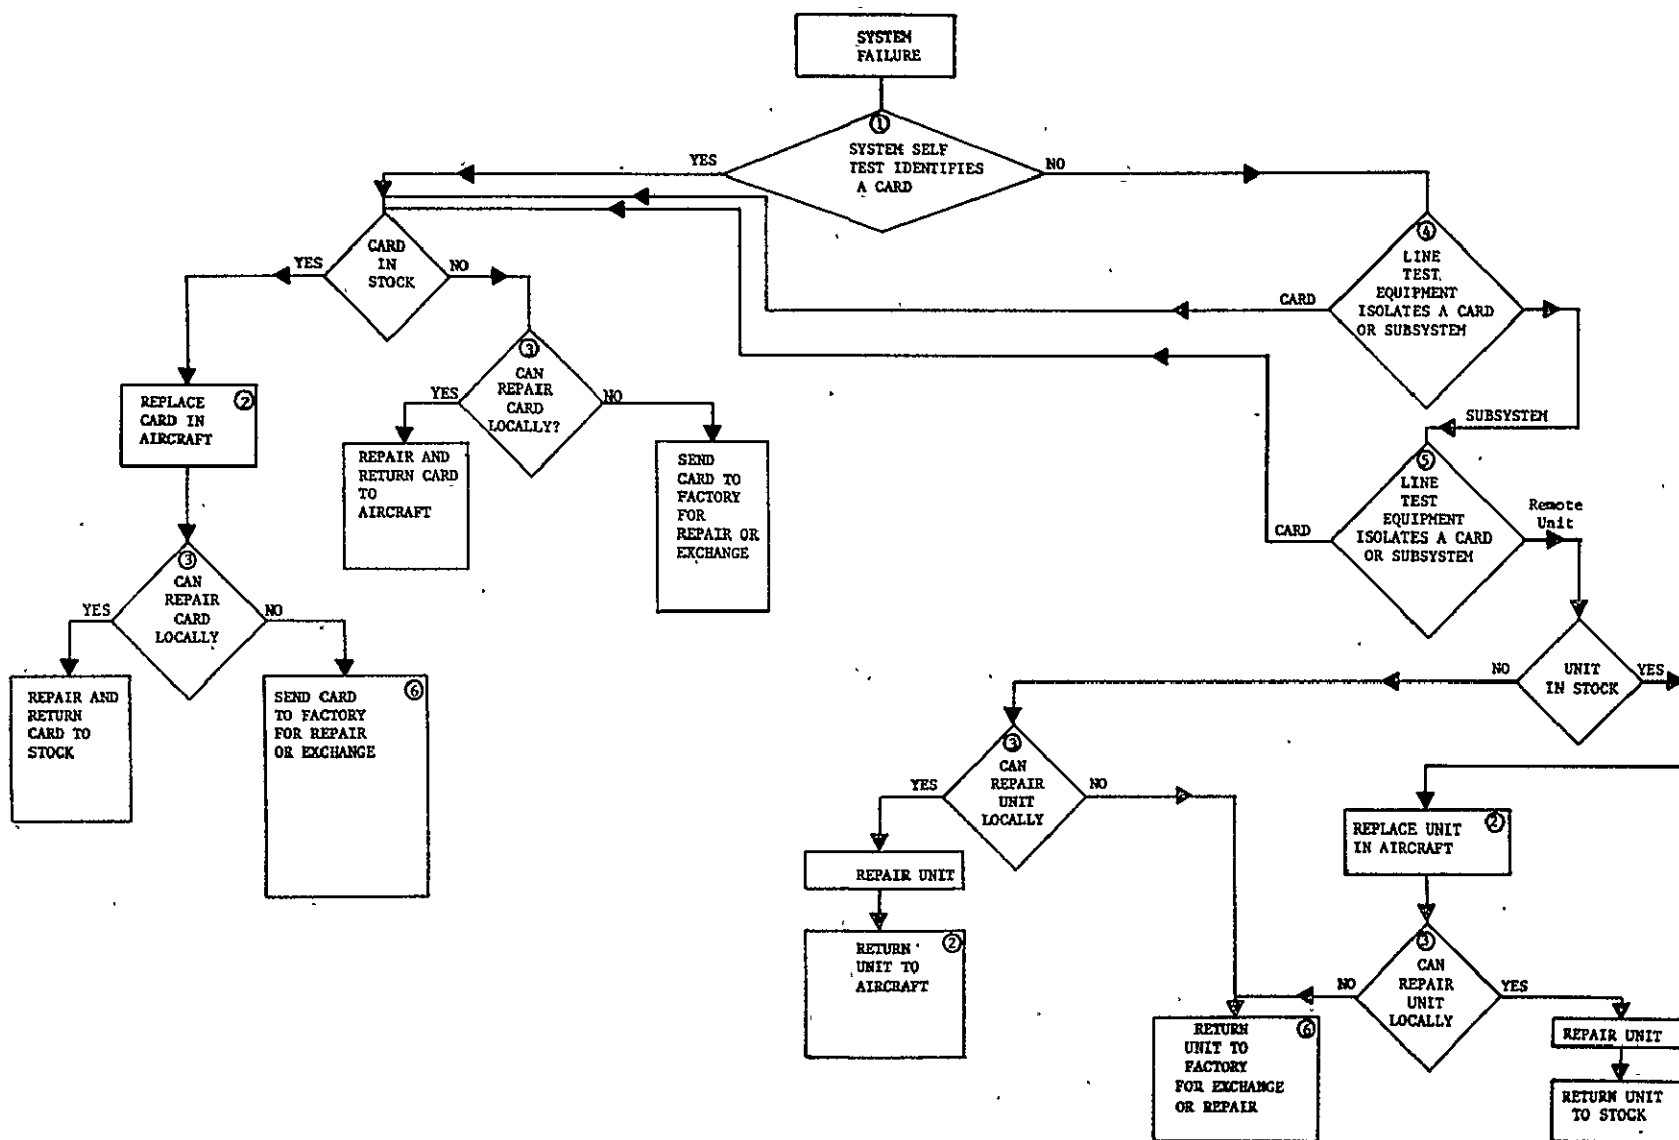 SYSTEM
FAILURE
①
SYSTEM SELF
TEST IDENTIFIES
A CARD
YES
NO
CARD
IN
STOCK
YES
NO
④
LINE
TEST
EQUIPMENT
ISOLATES A CARD
OR SUBSYSTEM
CARD
SUBSYSTEM
②
REPLACE
CARD IN
AIRCRAFT
③
CAN
REPAIR
CARD
LOCALLY?
YES
NO
REPAIR AND
RETURN CARD
TO
AIRCRAFT
SEND
CARD TO
FACTORY
FOR
REPAIR OR
EXCHANGE
⑤
LINE
TEST
EQUIPMENT
ISOLATES A CARD
OR SUBSYSTEM
CARD
Remote
Unit
③
CAN
REPAIR
CARD
LOCALLY
YES
NO
REPAIR AND
RETURN
CARD TO
STOCK
⑥
SEND CARD
TO FACTORY
FOR REPAIR
OR EXCHANGE
UNIT
IN STOCK
NO
YES
③
CAN
REPAIR
UNIT
LOCALLY
YES
NO
REPAIR UNIT
②
RETURN
UNIT TO
AIRCRAFT
②
REPLACE UNIT
IN AIRCRAFT
③
CAN
REPAIR
UNIT
LOCALLY
NO
YES
⑥
RETURN
UNIT TO
FACTORY
FOR EXCHANGE
OR REPAIR
REPAIR UNIT
RETURN UNIT
TO STOCK